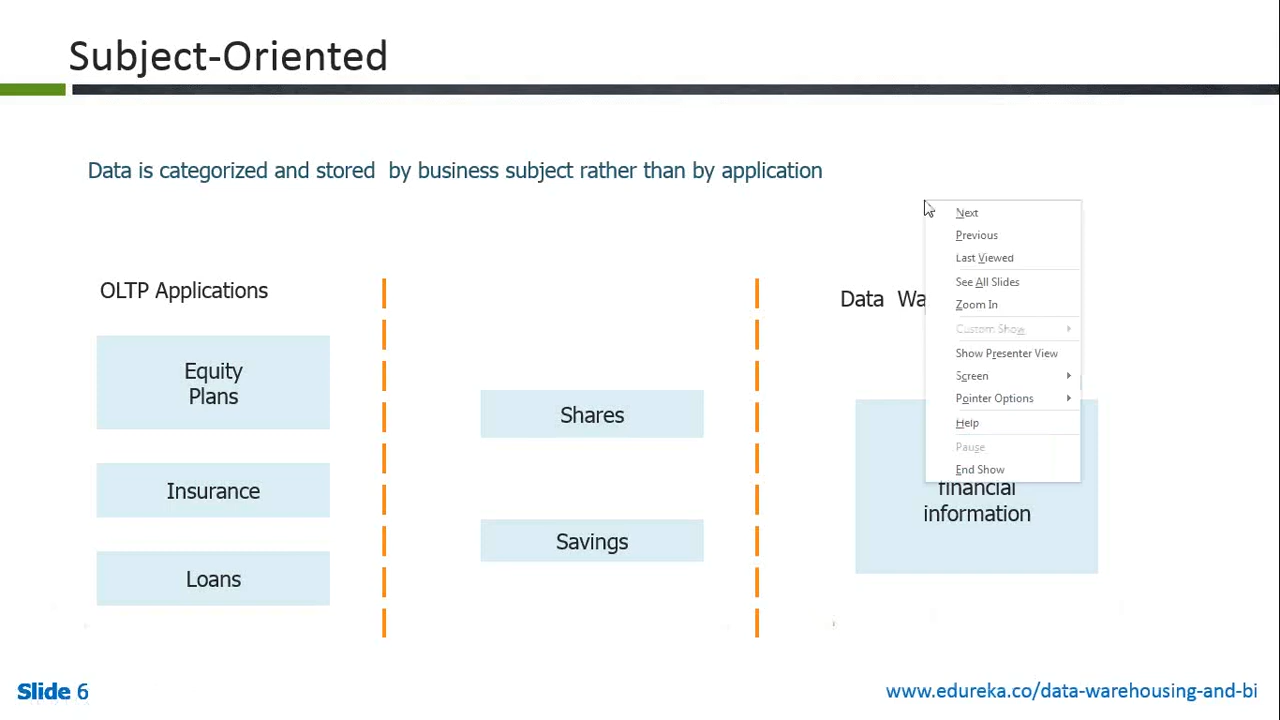 Subject-Oriented
Data is categorized and stored by business subject rather than by application
OLTP Applications
Equity
Plans
Insurance
Loans
Shares
Savings
Data
financial
information
Next
Previous
Last Viewed
See All Slides
Zoom In
Custom Show
Show Presenter View
Screen
Pointer Options
Help
Pause
End Show
Slide 6
www.edureka.co/data-warehousing-and-bi